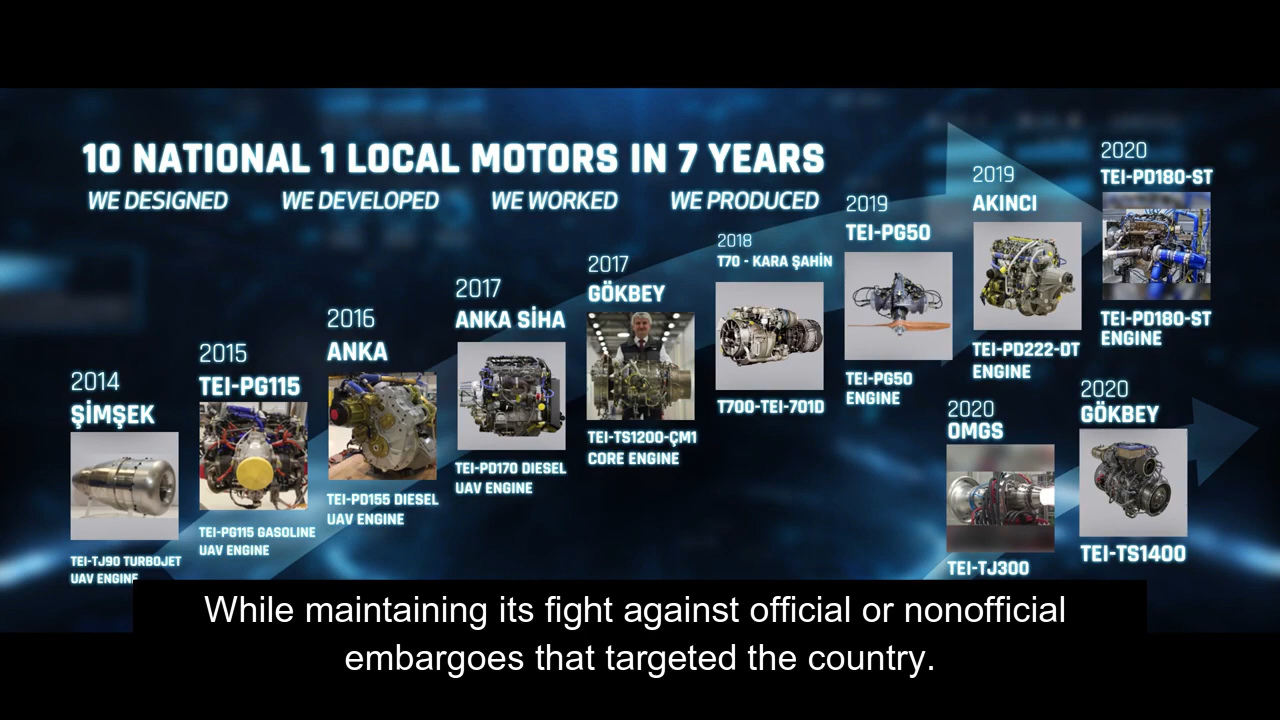 10 NATIONAL 1 LOCAL MOTORS IN 7 YEARS
WE DESIGNED WE DEVELOPED WE WORKED WE PRODUCED
2014
ŞİMŞEK
TEI-TJ90 TURBOJET
UAV ENGINE
2015
TEI-PG115
TEI-PG115 GASOLINE
UAV ENGINE
2016
ANKA
TEI-PD155 DIESEL
UAV ENGINE
2017
ANKA SİHA
TEI-PD170 DIESEL
UAV ENGINE
2017
GÖKBEY
TEI-TS1200-ÇM1
CORE ENGINE
2018
T70 - KARA ŞAHİN
T700-TEI-701D
2019
TEI-PG50
TEI-PG50
ENGINE
2019
AKINCI
TEI-PD222-DT
ENGINE
2020
TEI-PD180-ST
TEI-PD180-ST
ENGINE
2020
OMGS
TEI-TJ300
2020
GÖKBEY
TEI-TS1400
While maintaining its fight against official or nonofficial
embargoes that targeted the country.